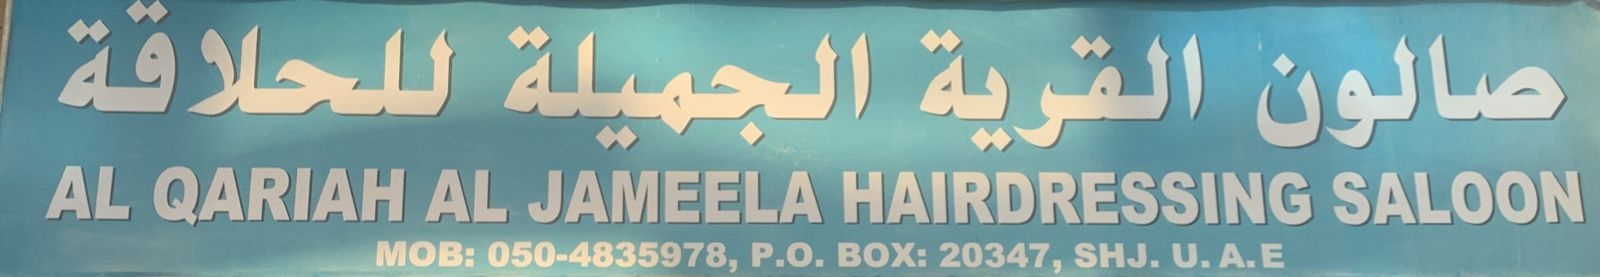 صالون القرية الجميلة للحلاقة
AL QARIAH AL JAMEELA HAIRDRESSING SALOON
MOB: 050-4835978, P.O. BOX: 20347, SHJ. U.A.E